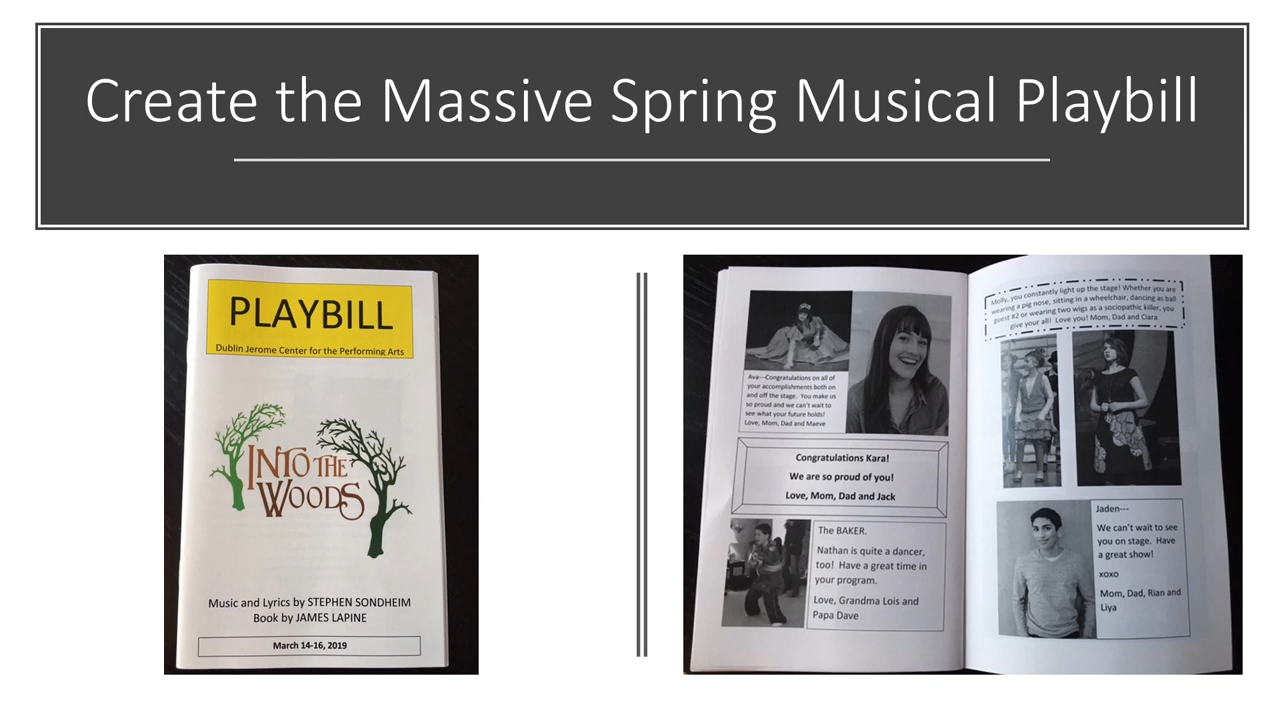 Create the Massive Spring Musical Playbill
PLAYBILL
Dublin Jerome Center for the Performing Arts
INTO THE
WOODS
Music and Lyrics by STEPHEN SONDHEIM
Book by JAMES LAPINE
March 14-16, 2019
Ava---Congratulations on all of
your accomplishments both on
and off the stage. You make us
so proud and we can't wait to
see what your future holds!
Love, Mom, Dad and Maeve
Congratulations Kara!
We are so proud of you!
Love, Mom, Dad and Jack
The BAKER.
Nathan is quite a dancer,
too! Have a great time in
your program.
Love, Grandma Lois and
Papa Dave
Molly, you constantly light up the stage! Whether you are
wearing a pig nose, sitting in a wheelchair, dancing as ball
guest #2 or wearing two wigs as a sociopathic killer, you
give your all! Love you! Mom, Dad and Ciara
Jaden---
We can't wait to see
you on stage. Have
a great show!
xoxo
Mom, Dad, Rian and
Liya